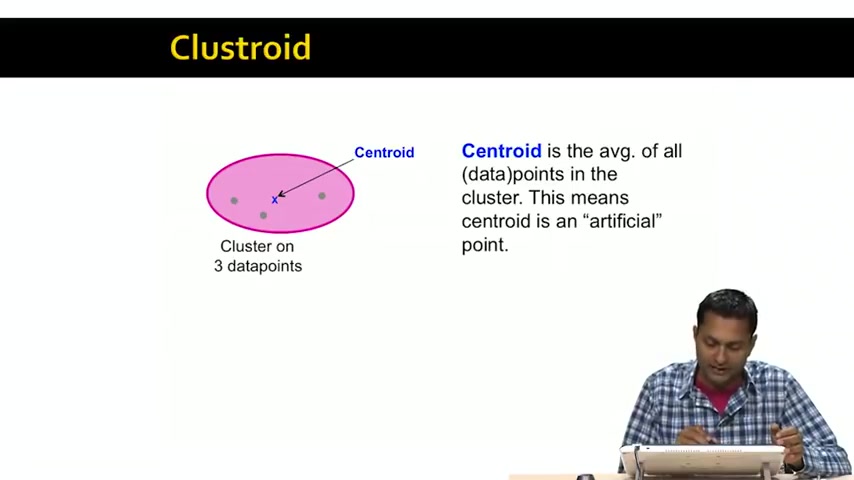 Clustroid
Centroid
x
Cluster on
3 datapoints
Centroid is the avg. of all
(data)points in the
cluster. This means
centroid is an “artificial”
point.